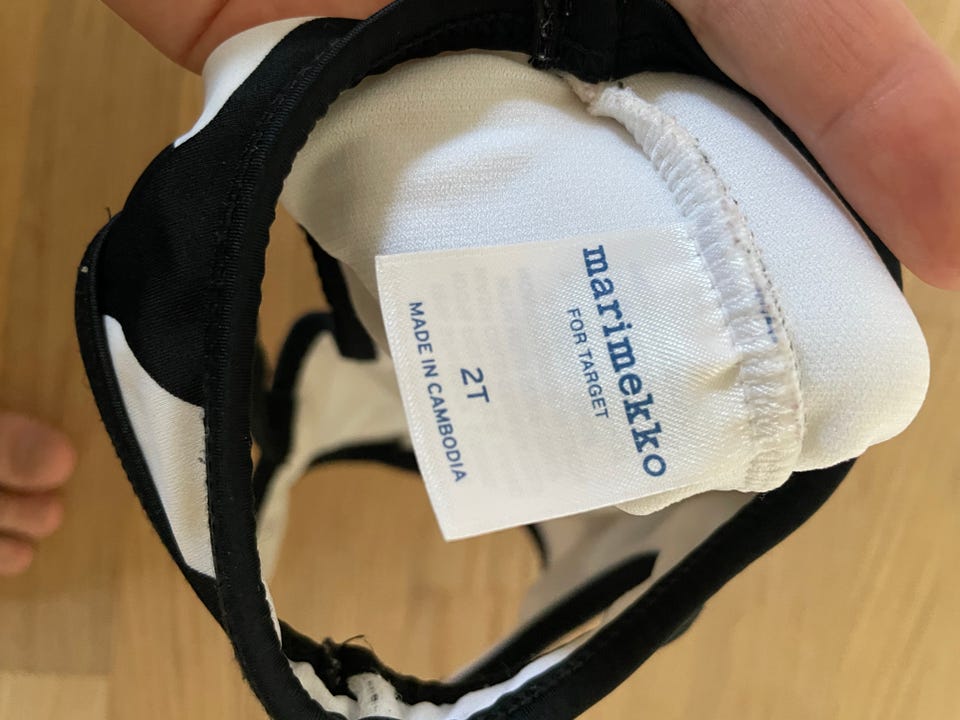 marimekko
FOR TARGET
2T
MADE IN CAMBODIA